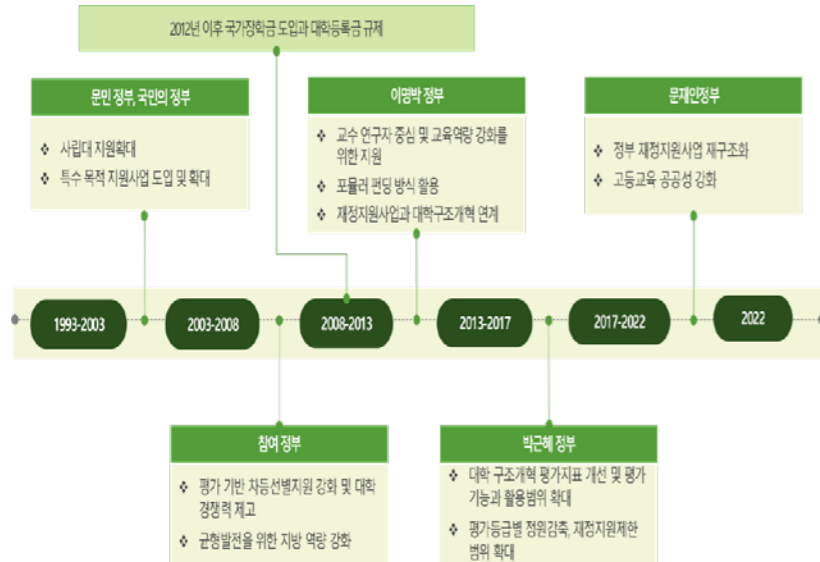 2012년 이후 국가장학금 도입과 대학등록금 규제
문민 정부, 국민의 정부
❖ 사립대 지원확대
❖ 특수 목적 지원사업 도입 및 확대
이명박 정부
❖ 교수 연구자 중심 및 교육역량 강화를
위한 지원
❖ 포뮬러 펀딩 방식 활용
❖ 재정지원사업과 대학구조개혁 연계
문재인정부
❖ 정부 재정지원사업 재구조화
❖ 고등교육 공공성 강화
1993-2003
2003-2008
2008-2013
2013-2017
2017-2022
2022
참여 정부
❖ 평가 기반 차등선별지원 강화 및 대학
경쟁력 제고
❖ 균형발전을 위한 지방 역량 강화
박근혜 정부
❖ 대학 구조개혁 평가지표 개선 및 평가
기능과 활용범위 확대
❖ 평가등급별 정원감축, 재정지원제한
범위 확대